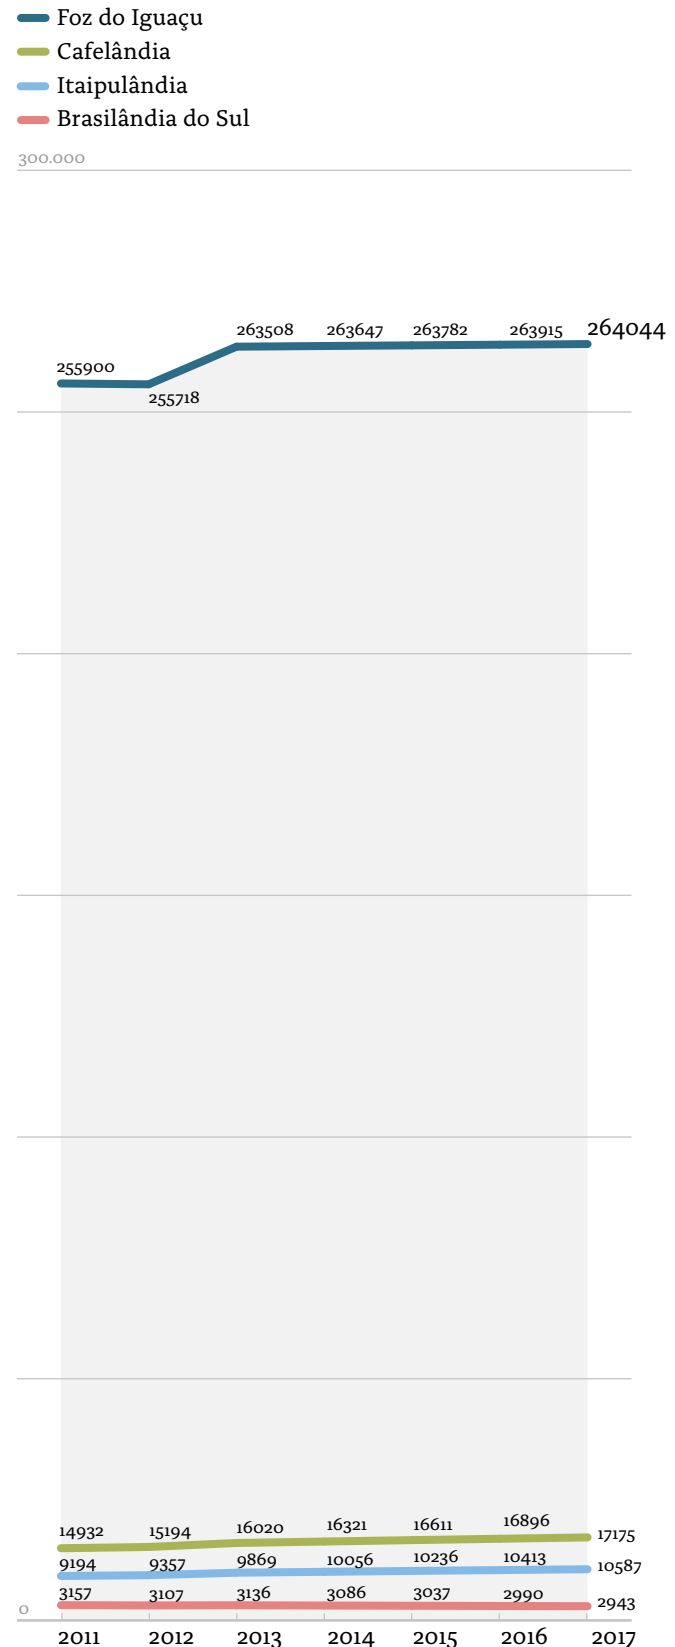 Foz do Iguaçu
Cafelândia
Itaipulândia
Brasilândia do Sul
300.000
263508 263647 263782 263915 264044
255900
255718
14932 15194 16020 16321 16611 16896 17175
9194 9357 9869 10056 10236 10413 10587
3157 3107 3136 3086 3037 2990 2943
0
2011 2012 2013 2014 2015 2016 2017